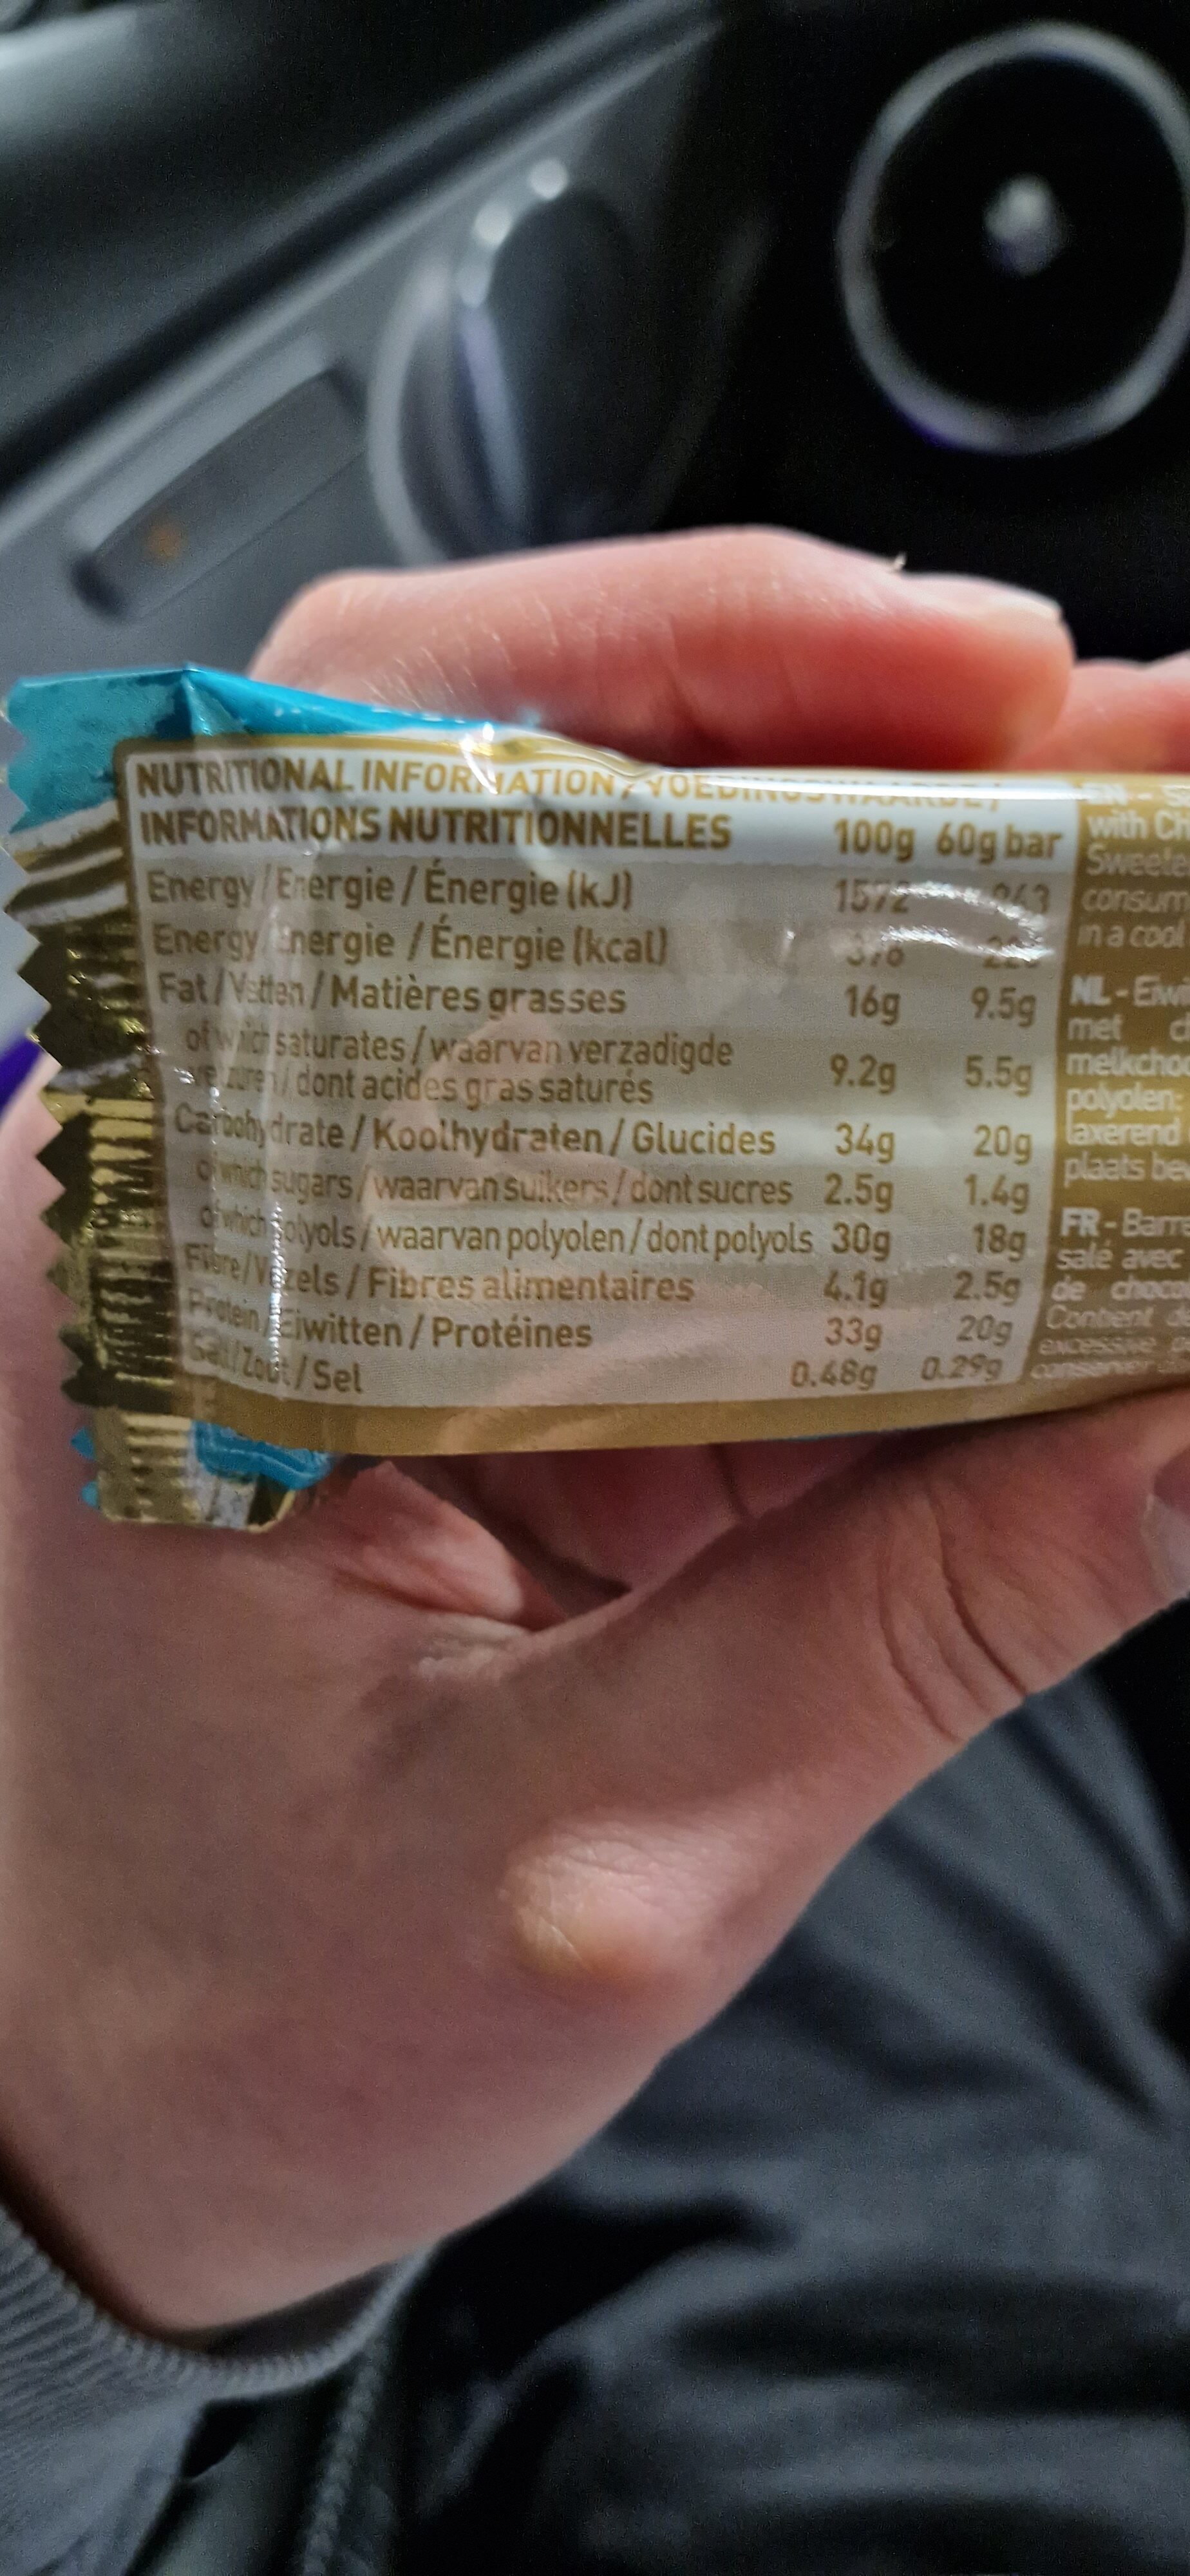 NUTRITIONAL INFORMATION / VOEDINGSWAARDE /
INFORMATIONS NUTRITIONNELLES 100g 60g bar
Energy / Energie / Énergie (kJ) 1572
Energy / Energie / Énergie (kcal)
Fat / Vetten / Matières grasses 16g 9.5g
of which saturates / waarvan verzadigde
vetzuren / dont acides gras saturés 9.2g 5.5g
Carbohydrate / Koolhydraten / Glucides 34g 20g
of which sugars / waarvan suikers / dont sucres 2.5g 1.4g
of which polyols / waarvan polyolen / dont polyols 30g 18g
Fibre / Vezels / Fibres alimentaires 4.1g 2.5g
Protein / Eiwitten / Protéines 33g 20g
Salt / Zout / Sel 0.48g 0.29g
EN -
with Ch
Sweete
consum
in a cool
NL - Eiwi
met
melkchoc
polyolen:
laxerend
plaats bew
FR - Barre
salé avec
de choco
Contient
excessive
conserver